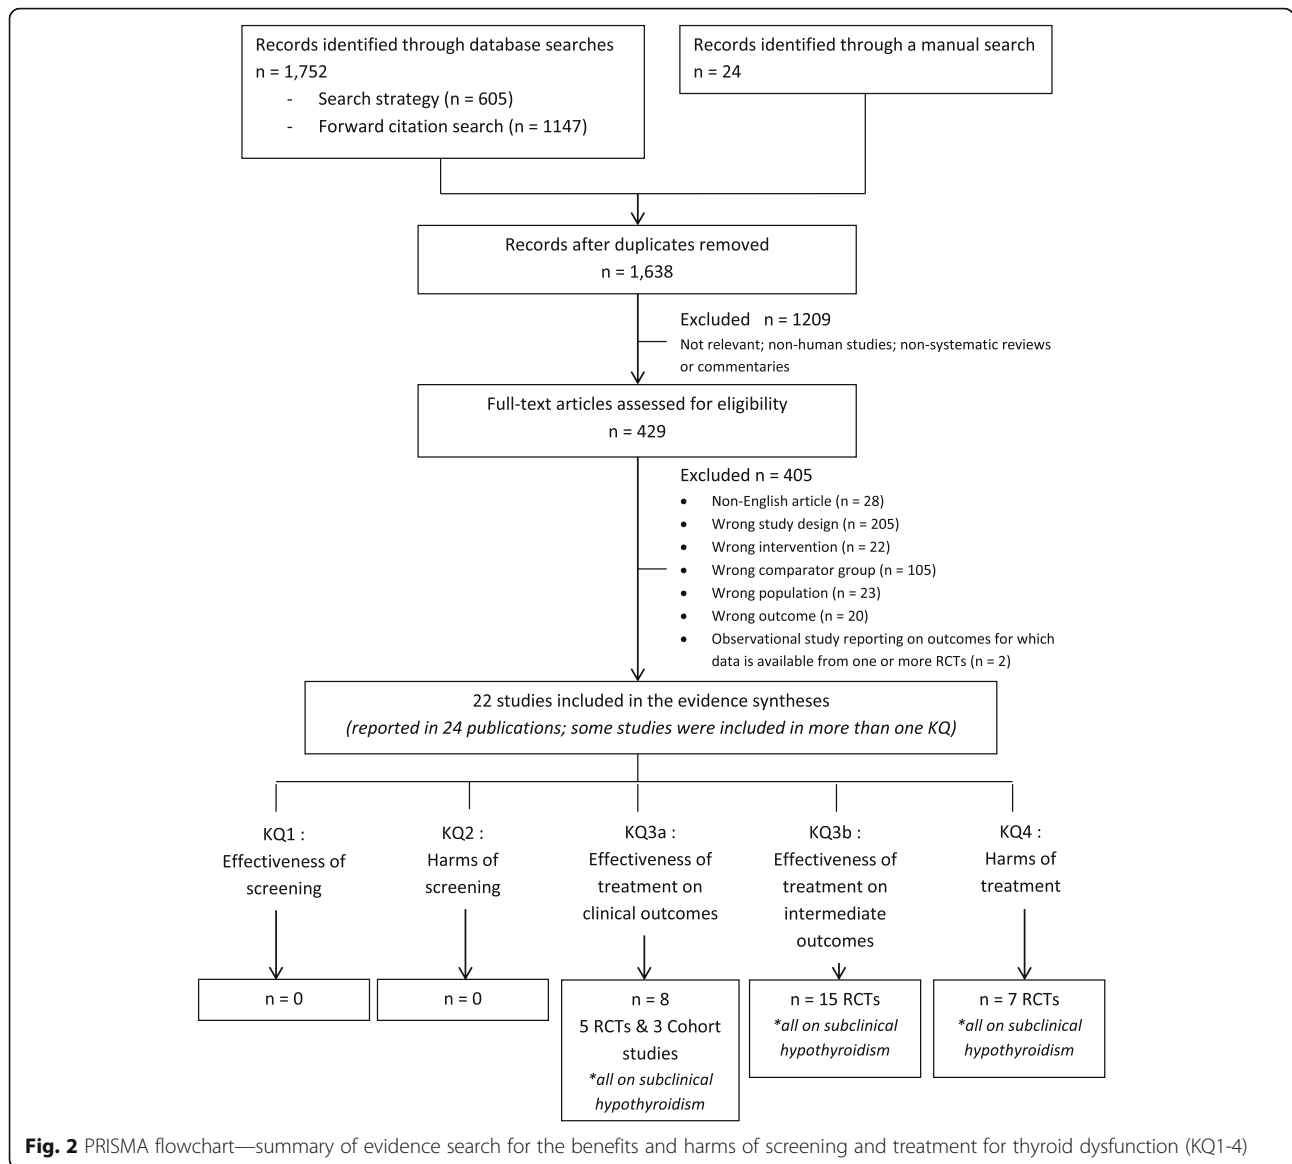 Records identified through database searches
n = 1,752
- Search strategy (n = 605)
- Forward citation search (n = 1147)
Records identified through a manual search
n = 24
Records after duplicates removed
n = 1,638
Excluded n = 1209
Not relevant; non-human studies; non-systematic reviews
or commentaries
Full-text articles assessed for eligibility
n = 429
Excluded n = 405
• Non-English article (n = 28)
• Wrong study design (n = 205)
• Wrong intervention (n = 22)
• Wrong comparator group (n = 105)
• Wrong population (n = 23)
• Wrong outcome (n = 20)
• Observational study reporting on outcomes for which
data is available from one or more RCTs (n = 2)
22 studies included in the evidence syntheses
(reported in 24 publications; some studies were included in more than one KQ)
KQ1 :
Effectiveness of
screening
n = 0
KQ2 :
Harms of
screening
n = 0
KQ3a :
Effectiveness of
treatment on
clinical outcomes
n = 8
5 RCTs & 3 Cohort
studies
*all on subclinical
hypothyroidism
KQ3b :
Effectiveness of
treatment on
intermediate
outcomes
n = 15 RCTs
*all on subclinical
hypothyroidism
KQ4 :
Harms of
treatment
n = 7 RCTs
*all on subclinical
hypothyroidism
Fig. 2 PRISMA flowchart—summary of evidence search for the benefits and harms of screening and treatment for thyroid dysfunction (KQ1-4)